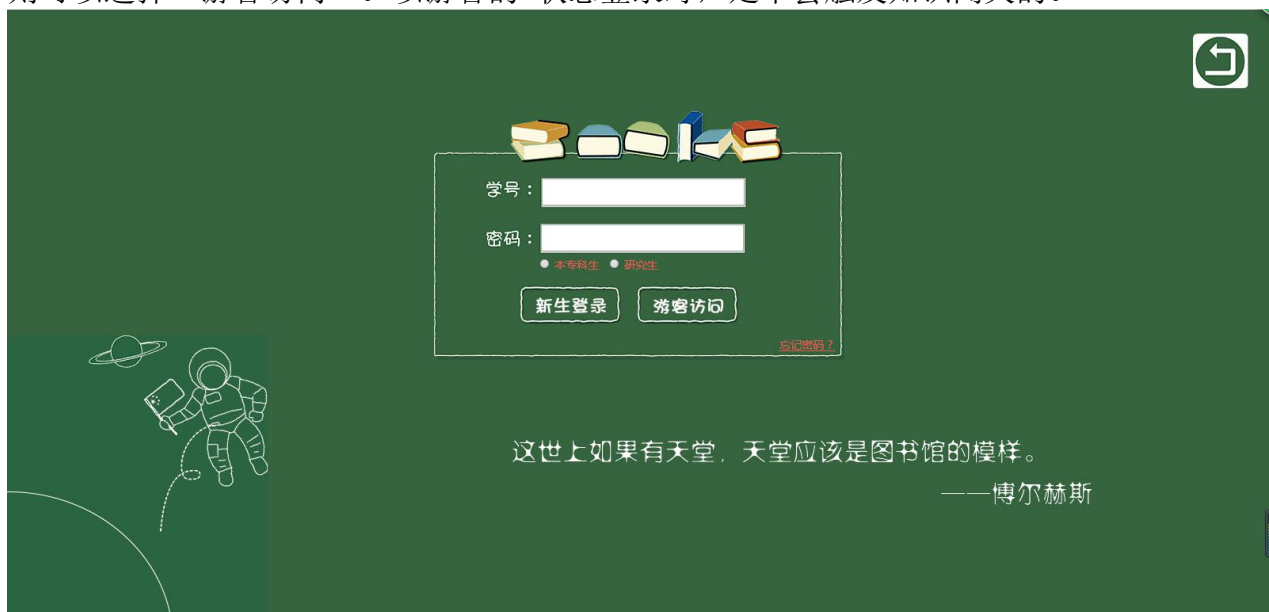 Books
学号：
密码：
本专科生 研究生
新生登录 游客访问
忘记密码？
这世上如果有天堂，天堂应该是图书馆的模样。
——博尔赫斯